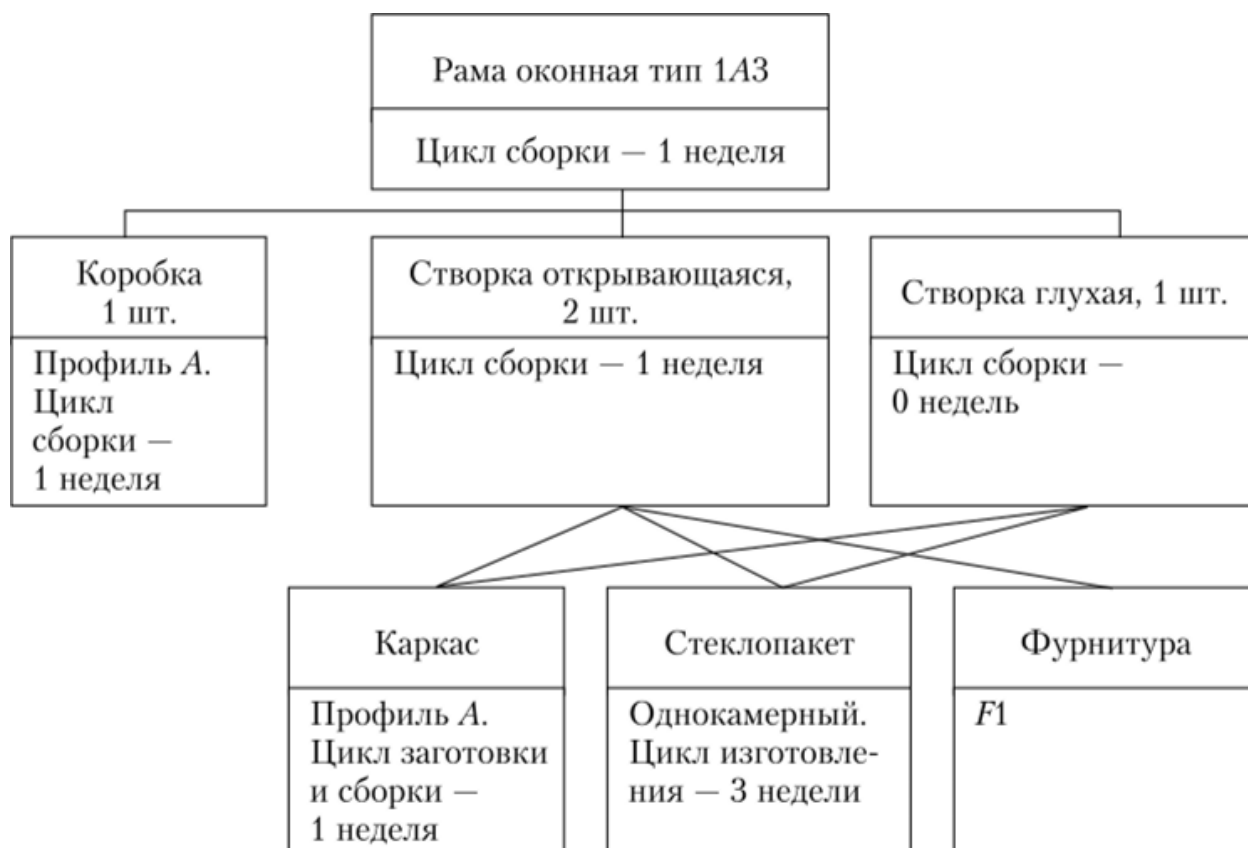 Рама оконная тип 1А3
Цикл сборки — 1 неделя
Коробка
1 шт.
Профиль А.
Цикл
сборки —
1 неделя
Створка открывающаяся,
2 шт.
Цикл сборки — 1 неделя
Створка глухая, 1 шт.
Цикл сборки —
0 недель
Каркас
Профиль А.
Цикл заготовки
и сборки —
1 неделя
Стеклопакет
Однокамерный.
Цикл изготовле-
ния — 3 недели
Фурнитура
F1